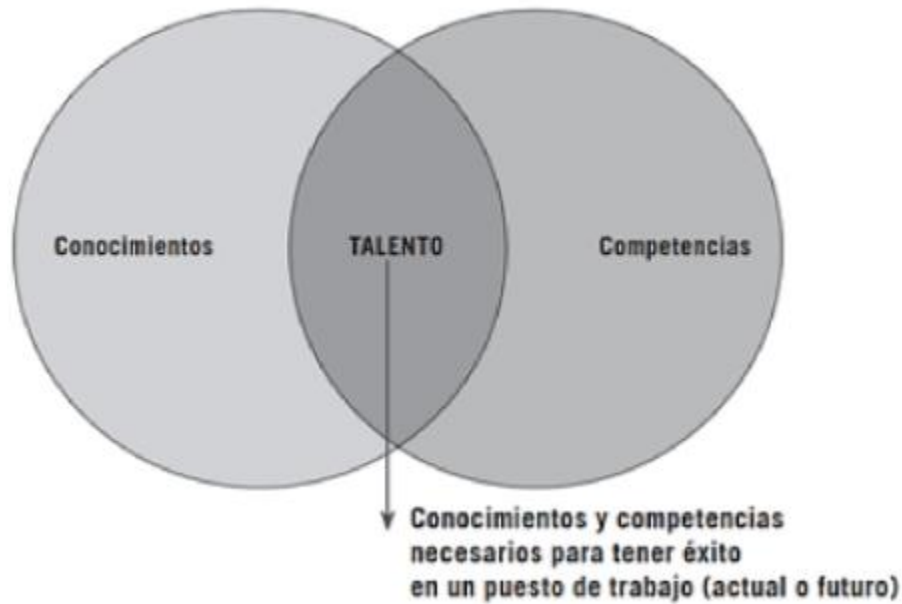 Conocimientos
TALENTO
Competencias
Conocimientos y competencias
necesarios para tener éxito
en un puesto de trabajo (actual o futuro)